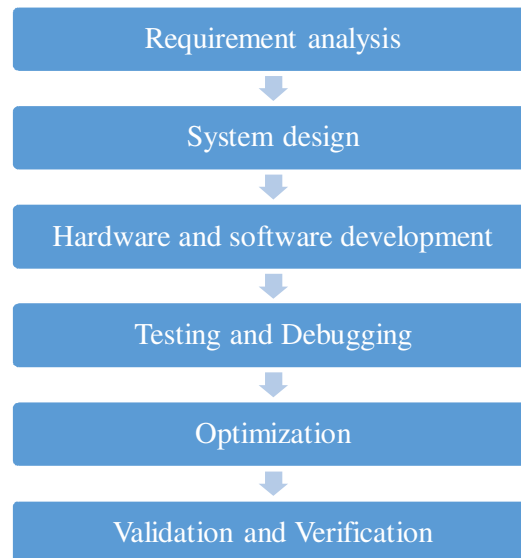 Requirement analysis
System design
Hardware and software development
Testing and Debugging
Optimization
Validation and Verification